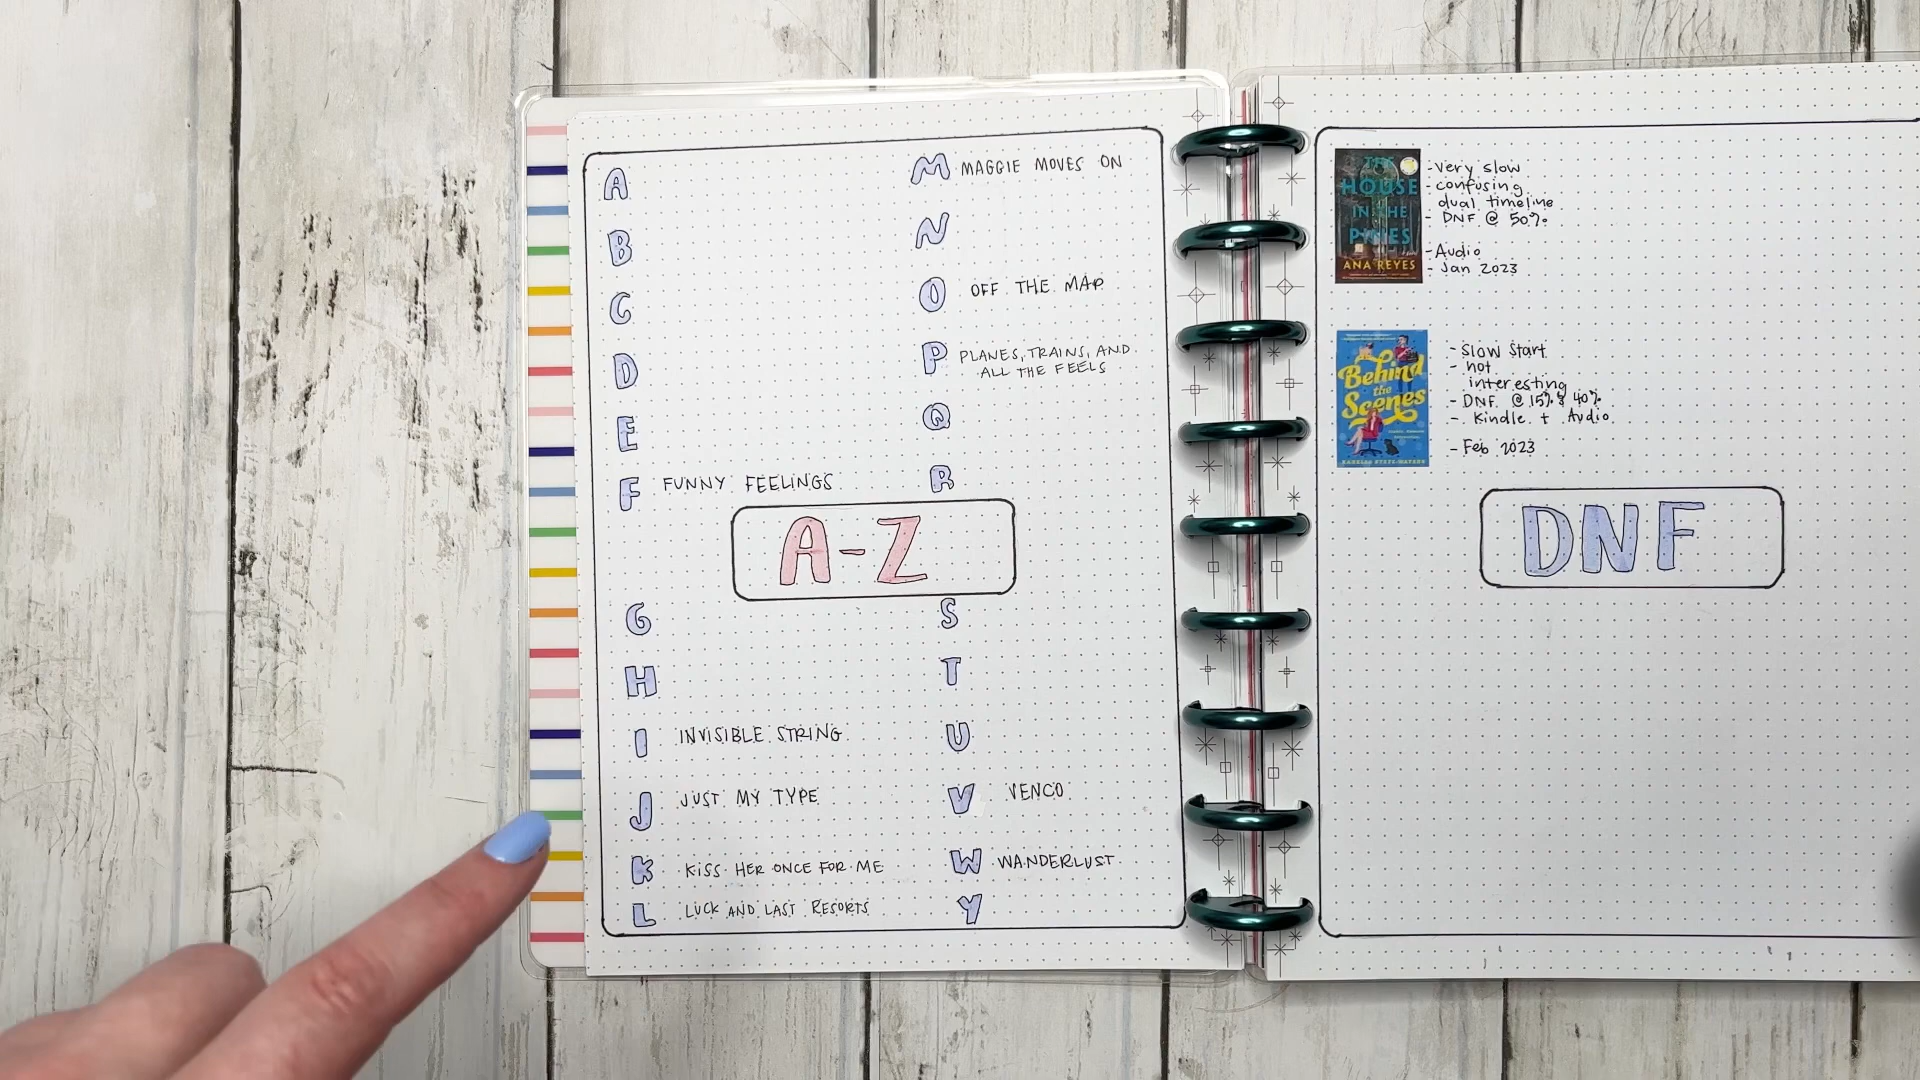 A
B
C
D
E
F FUNNY FEELINGS
A-Z
G
H
I INVISIBLE STRING
J JUST MY TYPE
K KISS HER ONCE FOR ME
L LUCK AND LAST RESORTS
M MAGGIE MOVES ON
N
O OFF THE MAP
P PLANES, TRAINS, AND
ALL THE FEELS
Q
R
S
T
U
V VENCO
W WANDERLUST
Y
THE
HOUSE
IN THE
PINES
ANA REYES
- Very slow
- confusing
dual timeline
- DNF @ 50%
- Audio
- Jan 2023
Behind
the
Scenes
- Slow Start
- not
interesting
- DNF @ 15% & 40%
- Kindle + Audio
- Feb 2023
DNF